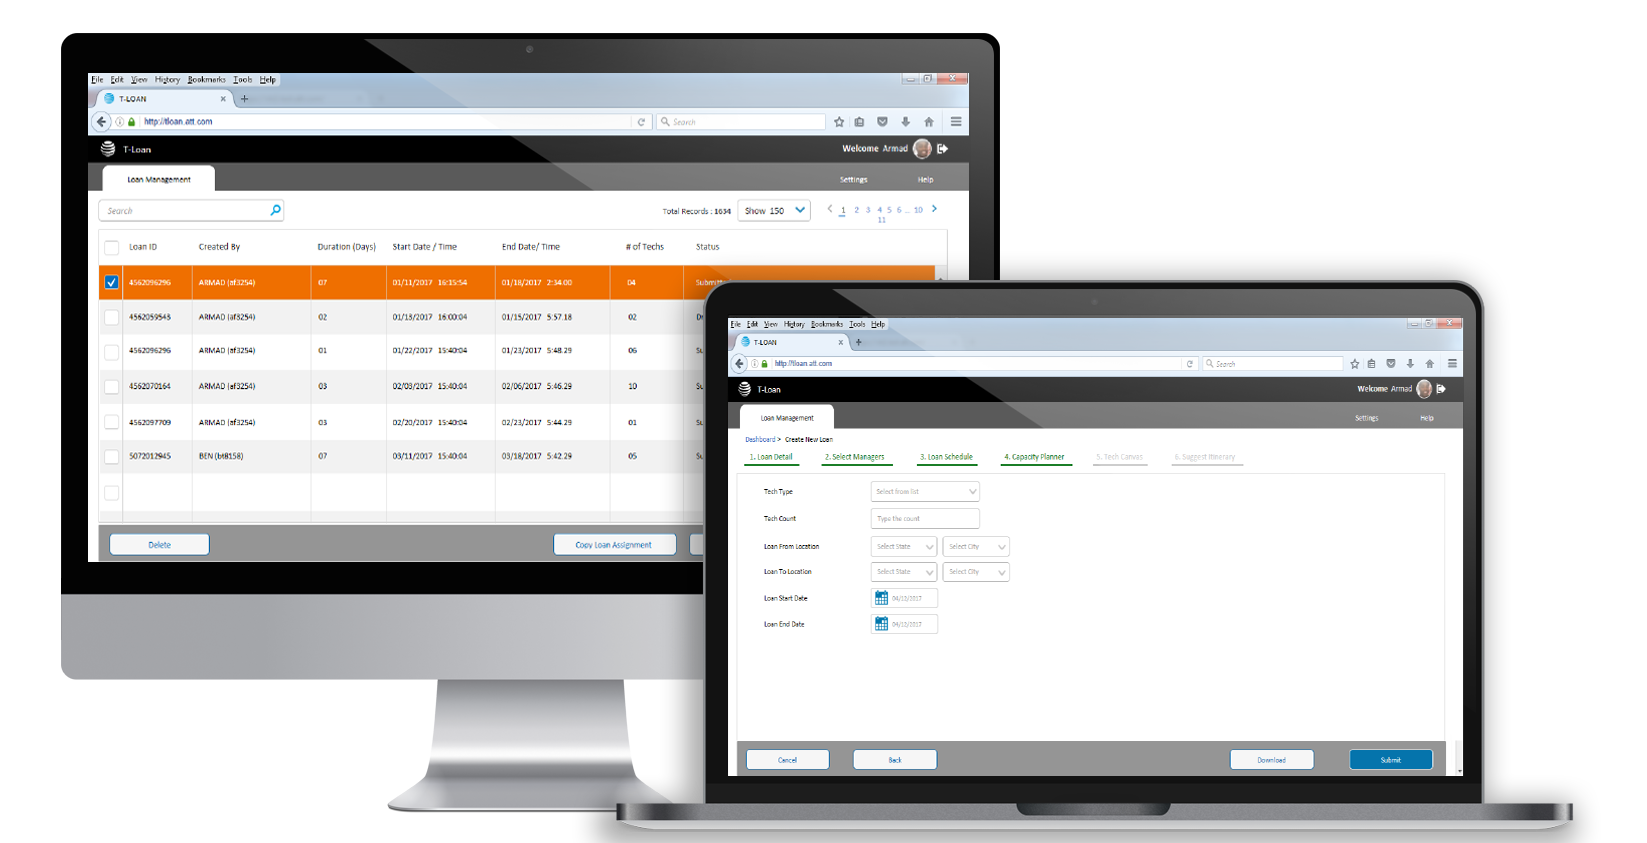 File Edit View History Bookmarks Tools Help
T-LOAN × +
http://tloan.att.com
Search
T-Loan
Welcome Armad
Loan Management
Settings Help
Search
Total Records : 1634
Show 150
< 1 2 3 4 5 6 ... 10 >
11
Loan ID Created By Duration (Days) Start Date / Time End Date/ Time # of Techs Status
4562096296 ARMAD (af3254) 07 01/11/2017 16:15:54 01/18/2017 2:34.00 04
4562059543 ARMAD (af3254) 02 01/13/2017 16:00:04 01/15/2017 5:57.18 02
4562096296 ARMAD (af3254) 01 01/22/2017 15:40:04 01/23/2017 5:48.29 06 Su
4562070164 ARMAD (af3254) 03 02/03/2017 15:40:04 02/06/2017 5:46.29 10 Su
4562097709 ARMAD (af3254) 03 02/20/2017 15:40:04 02/23/2017 5:44.29 01 Su
5072012945 BEN (bt8158) 07 03/11/2017 15:40:04 03/18/2017 5:42.29 05 Su
Delete Copy Loan Assignment
File Edit View History Bookmarks Tools Help
T-LOAN × +
http://tloan.att.com
Search
T-Loan
Welcome Armad
Loan Management
Settings Help
Dashboard > Create New Loan
1. Loan Detail 2. Select Managers 3. Loan Schedule 4. Capacity Planner 5. Tech Canvas 6. Suggest Itinerary
Tech Type Select from list
Tech Count Type the count
Loan From Location Select State Select City
Loan To Location Select State Select City
Loan Start Date 04/12/2017
Loan End Date 04/12/2017
Cancel Back Download Submit